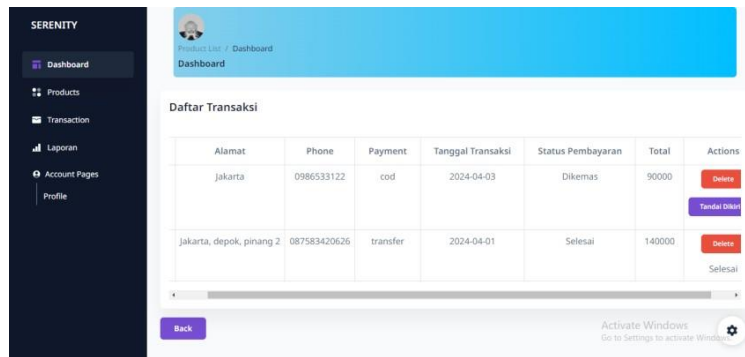 SERENITY
Dashboard
Products
Transaction
Laporan
Account Pages
Profile
Product List / Dashboard
Dashboard
Daftar Transaksi
Alamat Phone Payment Tanggal Transaksi Status Pembayaran Total Actions
Jakarta 0986533122 cod 2024-04-03 Dikemas 90000 Delete
Tandai Dikiri
Jakarta, depok, pinang 2 087583420626 transfer 2024-04-01 Selesai 140000 Delete
Selesai
Back
Activate Windows
Go to Settings to activate Windows.